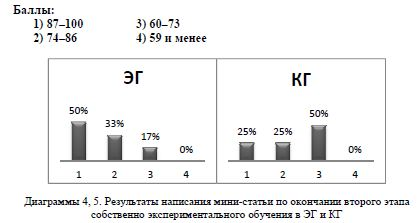 Баллы:
1) 87–100 3) 60–73
2) 74–86 4) 59 и менее
ЭГ
50%
33%
17%
0%
1 2 3 4
КГ
25% 25% 50% 0%
1 2 3 4
Диаграммы 4, 5. Результаты написания мини-статьи по окончании второго этапа
собственно экспериментального обучения в ЭГ и КГ